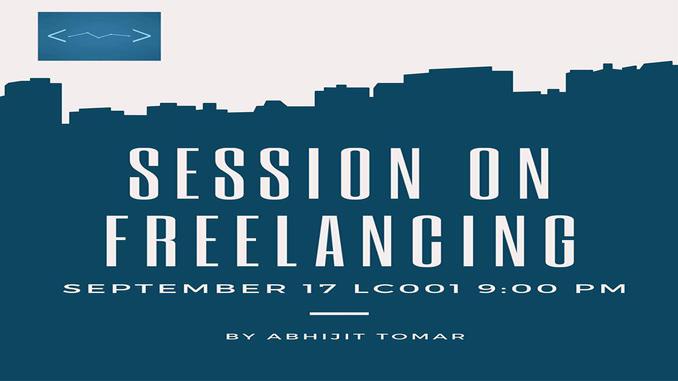 SESSION ON
FREELANCING
SEPTEMBER 17 LC001 9:00 PM
BY ABHIJIT TOMAR